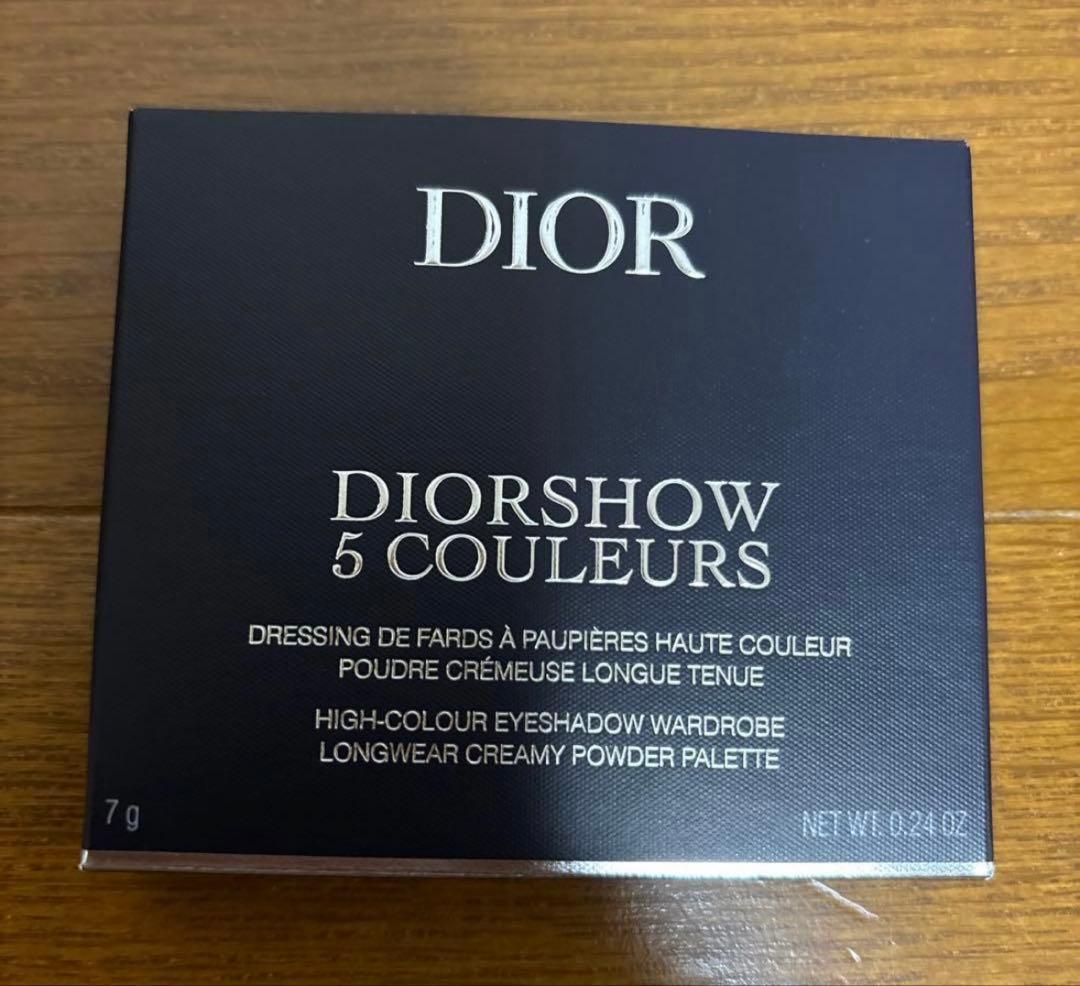 DIOR
DIORSHOW
5 COULEURS
DRESSING DE FARDS À PAUPIÈRES HAUTE COULEUR
POUDRE CRÉMEUSE LONGUE TENUE
HIGH-COLOUR EYESHADOW WARDROBE
LONGWEAR CREAMY POWDER PALETTE
7 g
NET WT. 0.24 OZ